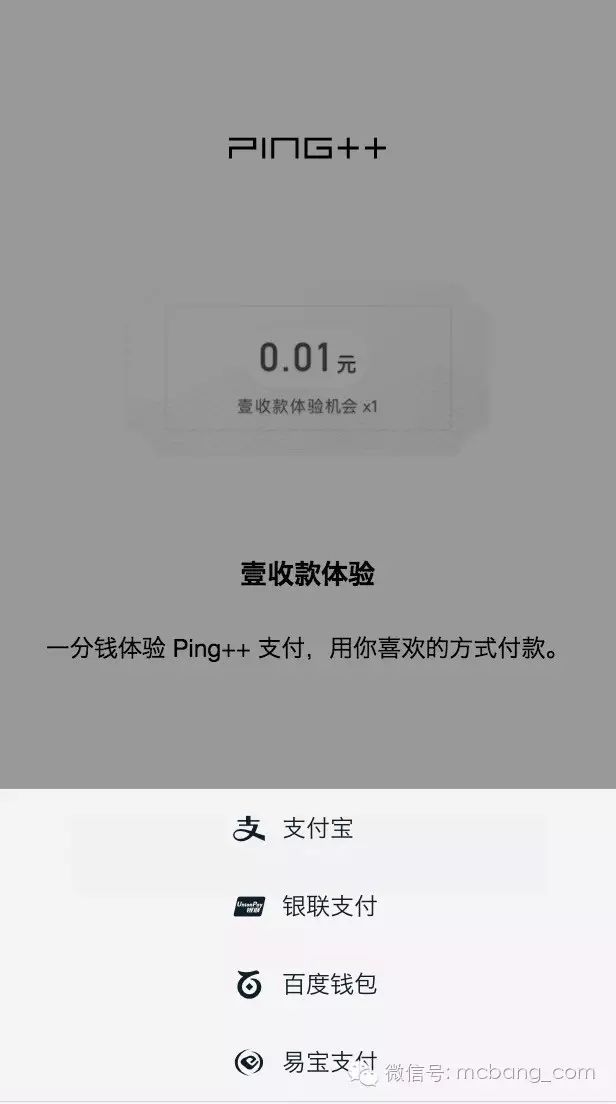 PING++
0.01元
壹收款体验机会 x1
壹收款体验
一分钱体验 Ping++ 支付，用你喜欢的方式付款。
支 支付宝
UnionPay 银联 银联支付
百度钱包
易宝支付
微信号: mcbang_com